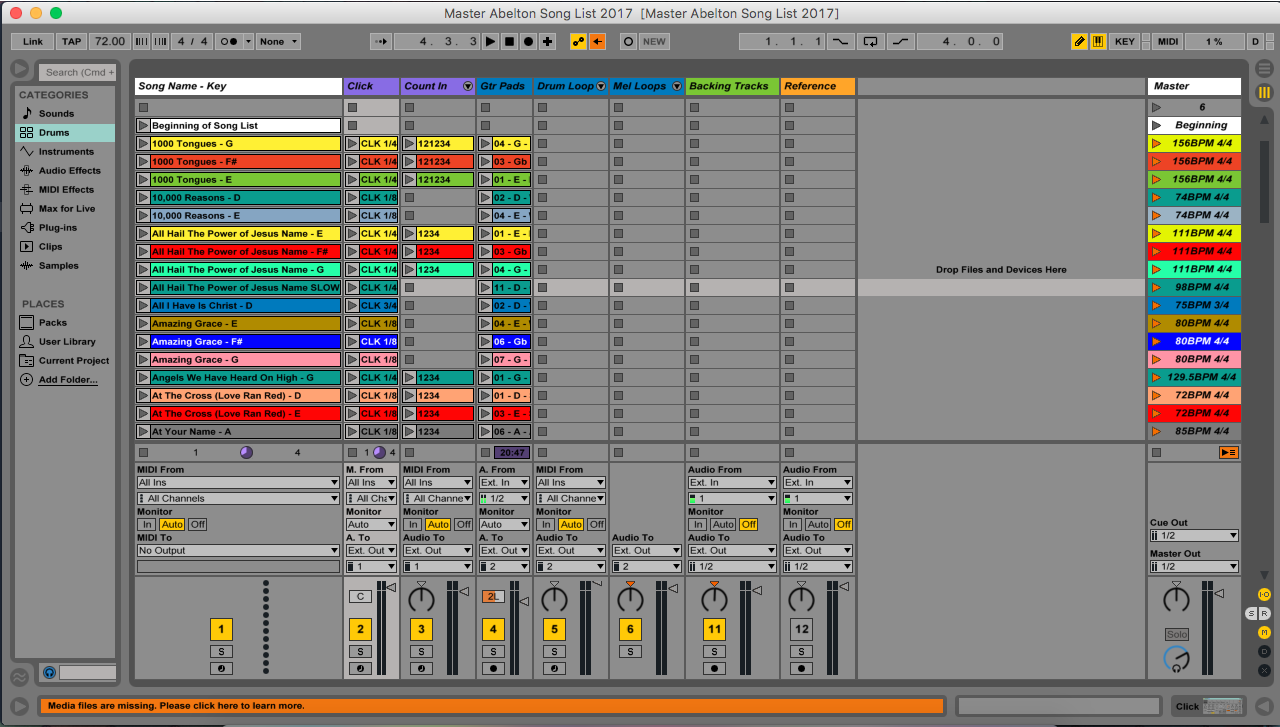 Master Abelton Song List 2017 [Master Abelton Song List 2017]
Link TAP 72.00 4 / 4 None 4. 3. 3 NEW 1. 1. 1 4. 0. 0 KEY MIDI 1 % D
Search (Cmd +
CATEGORIES
Sounds
Drums
Instruments
Audio Effects
MIDI Effects
Max for Live
Plug-ins
Clips
Samples
PLACES
Packs
User Library
Current Project
Add Folder...
Song Name - Key Click Count In Gtr Pads Drum Loop Mel Loops Backing Tracks Reference Master
6
Beginning of Song List Beginning
1000 Tongues - G CLK 1/4 121234 04 - G - 156BPM 4/4
1000 Tongues - F# CLK 1/4 121234 03 - Gb 156BPM 4/4
1000 Tongues - E CLK 1/4 121234 01 - E - 156BPM 4/4
10,000 Reasons - D CLK 1/8 02 - D - 74BPM 4/4
10,000 Reasons - E CLK 1/8 04 - E - 74BPM 4/4
All Hail The Power of Jesus Name - E CLK 1/4 1234 01 - E - 111BPM 4/4
All Hail The Power of Jesus Name - F# CLK 1/4 1234 03 - Gb 111BPM 4/4
All Hail The Power of Jesus Name - G CLK 1/4 1234 04 - G - 111BPM 4/4
All Hail The Power of Jesus Name SLOW CLK 1/4 11 - D - 98BPM 4/4
Drop Files and Devices Here
All I Have Is Christ - D CLK 3/4 02 - D - 75BPM 3/4
Amazing Grace - E CLK 1/8 04 - E - 80BPM 4/4
Amazing Grace - F# CLK 1/8 06 - Gb 80BPM 4/4
Amazing Grace - G CLK 1/8 07 - G - 80BPM 4/4
Angels We Have Heard On High - G CLK 1/4 1234 01 - G - 129.5BPM 4/4
At The Cross (Love Ran Red) - D CLK 1/8 1234 01 - D - 72BPM 4/4
At The Cross (Love Ran Red) - E CLK 1/8 1234 03 - E - 72BPM 4/4
At Your Name - A CLK 1/8 1234 06 - A - 85BPM 4/4
1 4 1 4 20:47
MIDI From M. From MIDI From A. From MIDI From Audio From Audio From
All Ins All Ins All Ins Ext. In All Ins Ext. In Ext. In
All Channels All Cha All Channe 1/2 All Channe 1 1
Monitor Monitor Monitor Monitor Monitor Monitor Monitor
In Auto Off Auto In Auto Off Auto In Auto Off In Auto Off In Auto Off
Cue Out
MIDI To A. To Audio To A. To Audio To Audio To Audio To Audio To
1/2
No Output Ext. Out Ext. Out Ext. Out Ext. Out Ext. Out Ext. Out Ext. Out
Master Out
1 1 2 2 2 1/2 1/2 1/2
C 2L
1 2 3 4 5 6 11 12
Solo
S S S S S S S S
I·O
S R
M
D
X
Media files are missing. Please click here to learn more.
Click